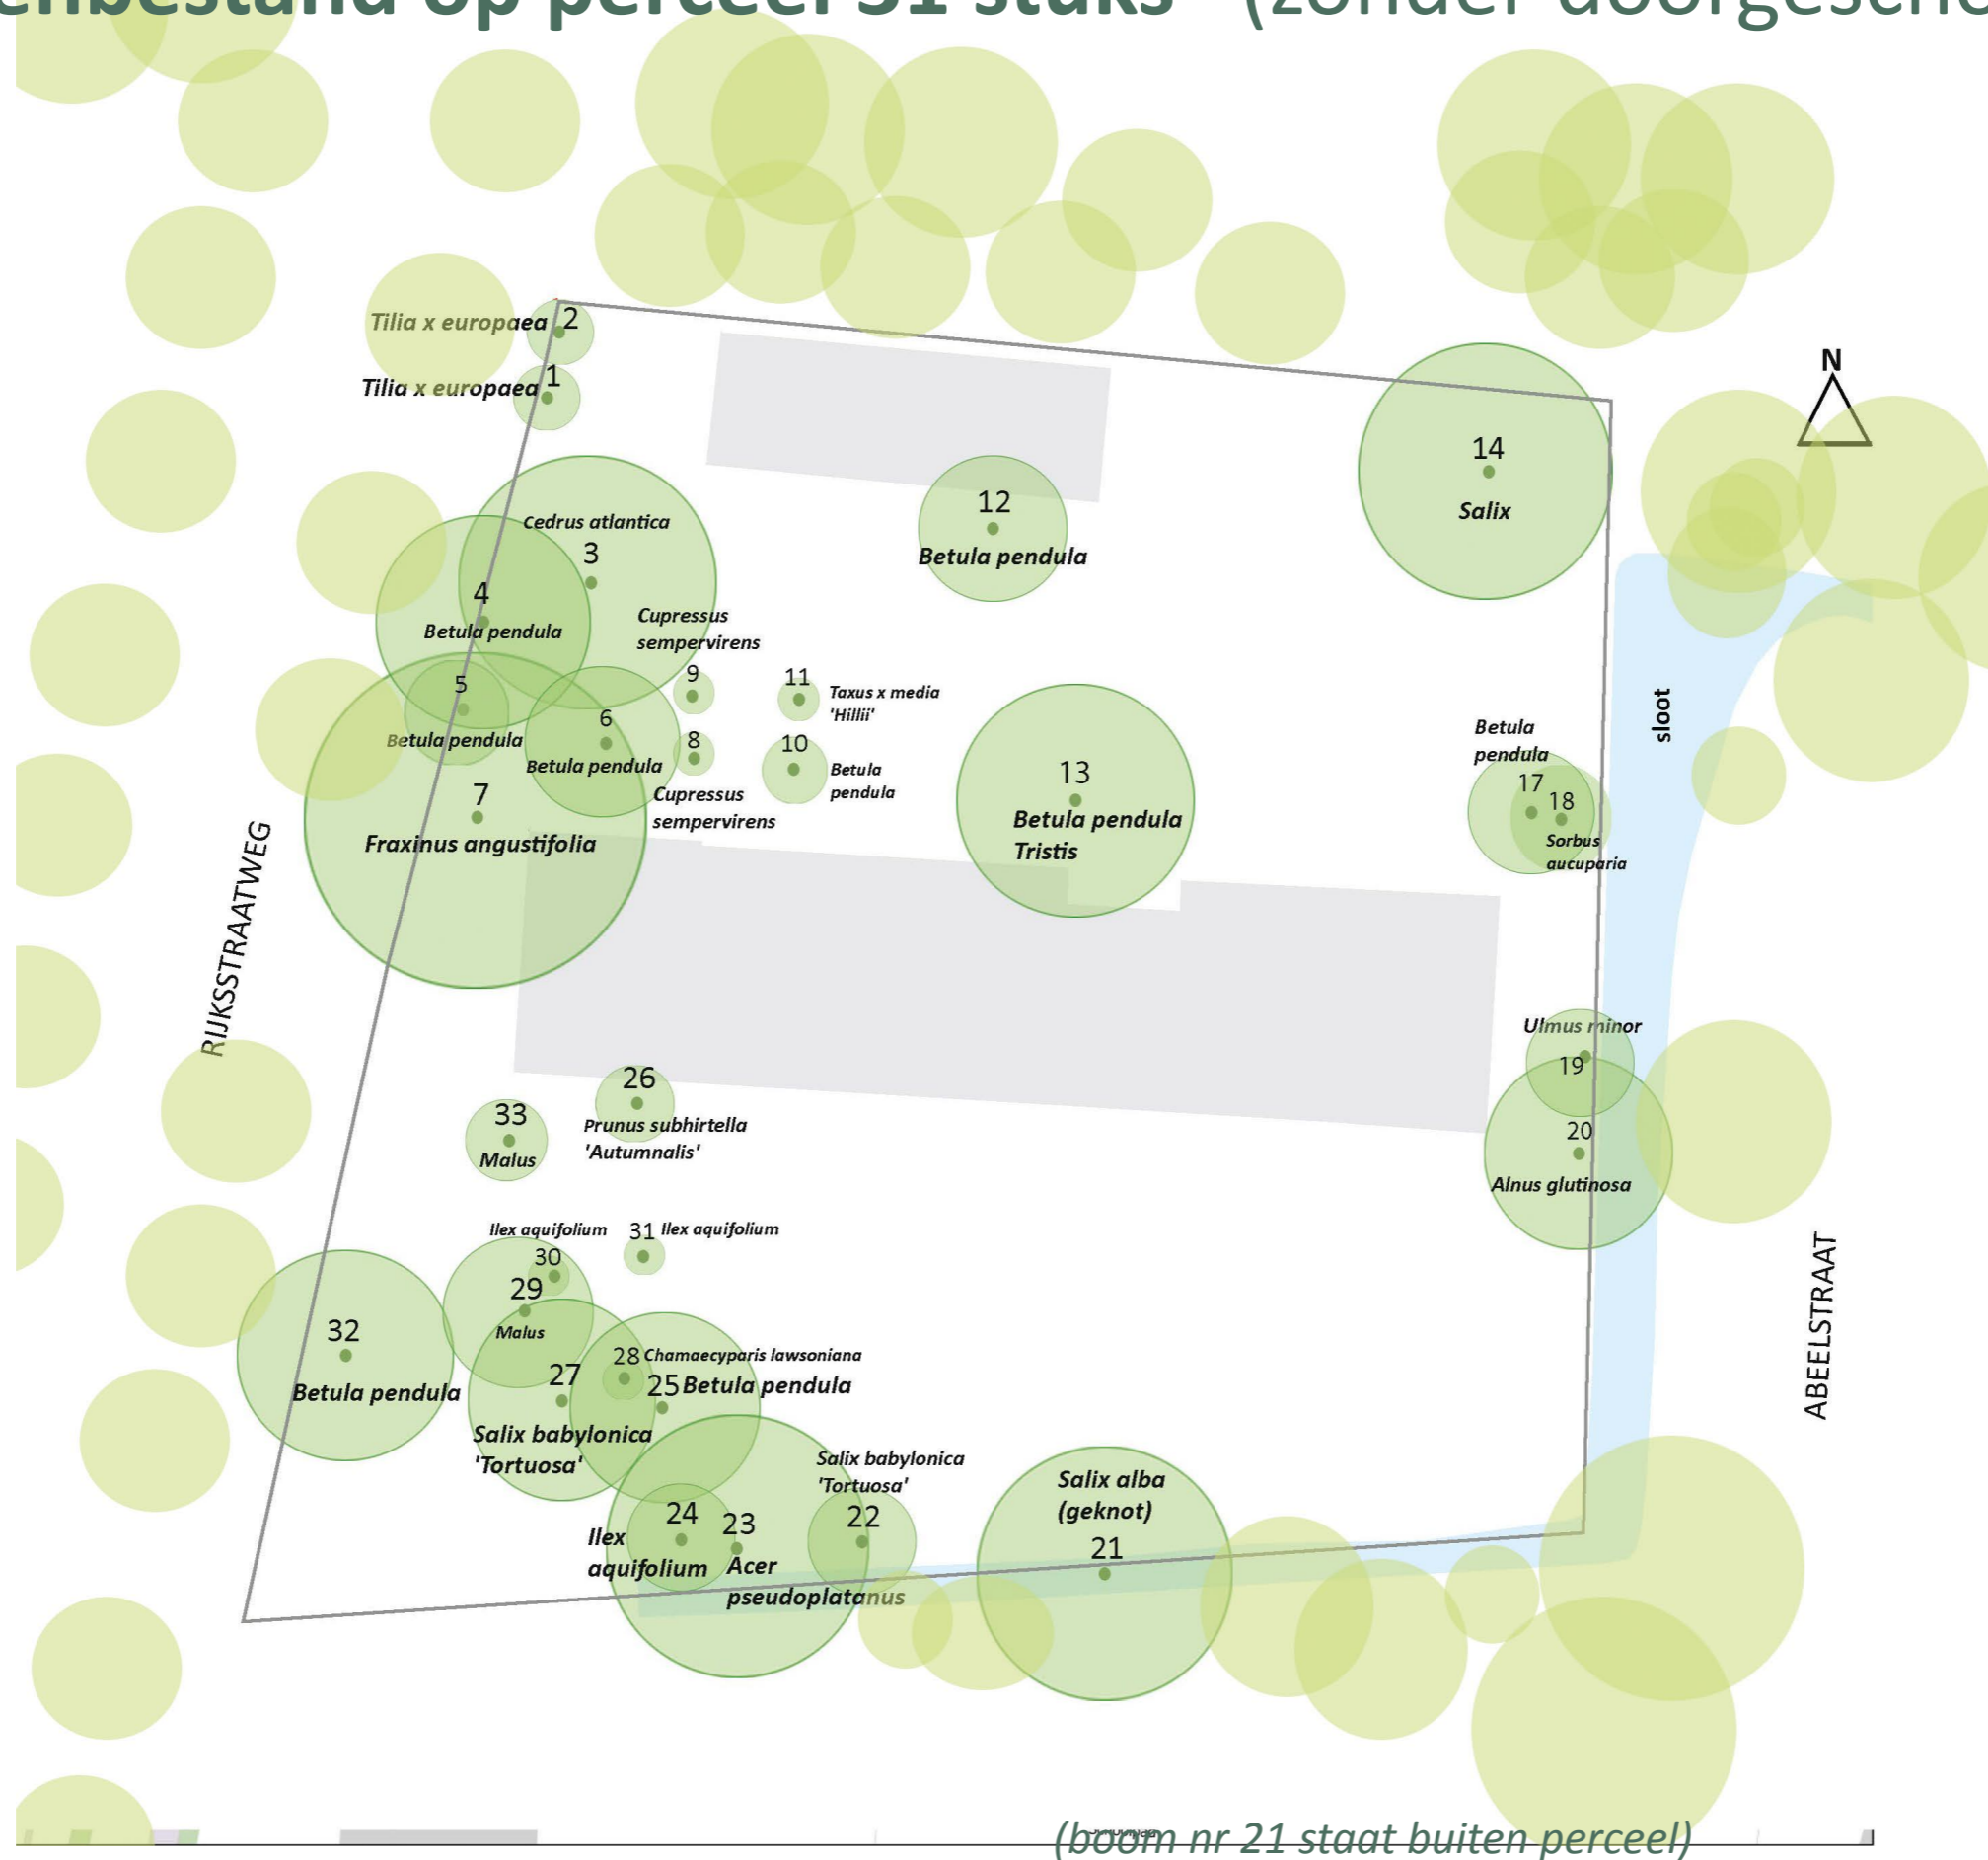 op perceel 31 stuks (zonder
N
Tilia x europaea 2
Tilia x europaea 1
14
Salix
12
Betula pendula
Cedrus atlantica
3
4
Betula pendula
Cupressus
sempervirens
9
11
Taxus x media
'Hillii'
5
Betula pendula
6
Betula pendula
8
Cupressus
sempervirens
10
Betula
pendula
7
Fraxinus angustifolia
13
Betula pendula
Tristis
sloot
Betula
pendula
17
18
Sorbus
aucuparia
RIJKSSTRAATWEG
Ulmus minor
19
20
Alnus glutinosa
26
Prunus subhirtella
'Autumnalis'
33
Malus
Ilex aquifolium
30
31 Ilex aquifolium
29
Malus
32
Betula pendula
27
Salix babylonica
'Tortuosa'
28 Chamaecyparis lawsoniana
25 Betula pendula
ABEELSTRAAT
24
Ilex
aquifolium
23
Acer
pseudoplatanus
Salix babylonica
'Tortuosa'
22
Salix alba
(geknot)
21
(boom nr 21 staat buiten perceel)